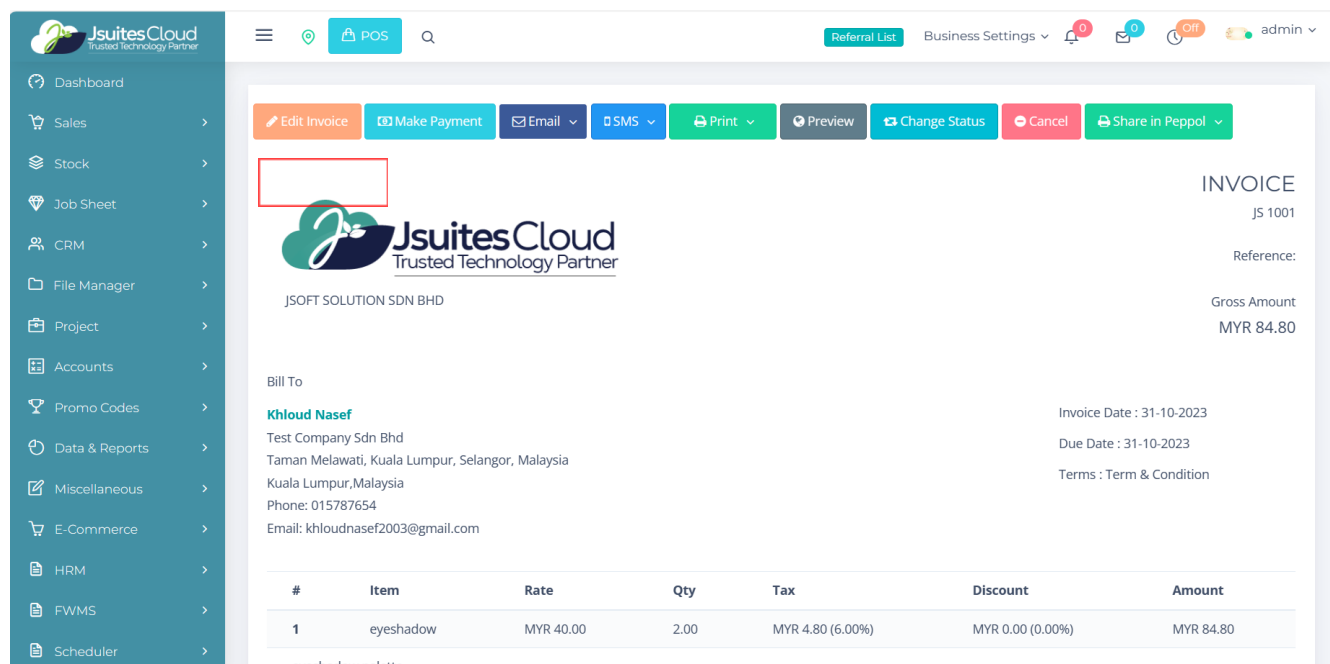 JsuitesCloud
Trusted Technology Partner
POS
Referral List
Business Settings
0
0
Off
admin
Dashboard
Sales
Stock
Job Sheet
CRM
File Manager
Project
Accounts
Promo Codes
Data & Reports
Miscellaneous
E-Commerce
HRM
FWMS
Scheduler
Edit Invoice
Make Payment
Email
SMS
Print
Preview
Change Status
Cancel
Share in Peppol
JsuitesCloud
Trusted Technology Partner
JSOFT SOLUTION SDN BHD
INVOICE
JS 1001
Reference:
Gross Amount
MYR 84.80
Bill To
Khloud Nasef
Test Company Sdn Bhd
Taman Melawati, Kuala Lumpur, Selangor, Malaysia
Kuala Lumpur,Malaysia
Phone: 015787654
Email: khloudnasef2003@gmail.com
Invoice Date : 31-10-2023
Due Date : 31-10-2023
Terms : Term & Condition
# Item Rate Qty Tax Discount Amount
1 eyeshadow MYR 40.00 2.00 MYR 4.80 (6.00%) MYR 0.00 (0.00%) MYR 84.80